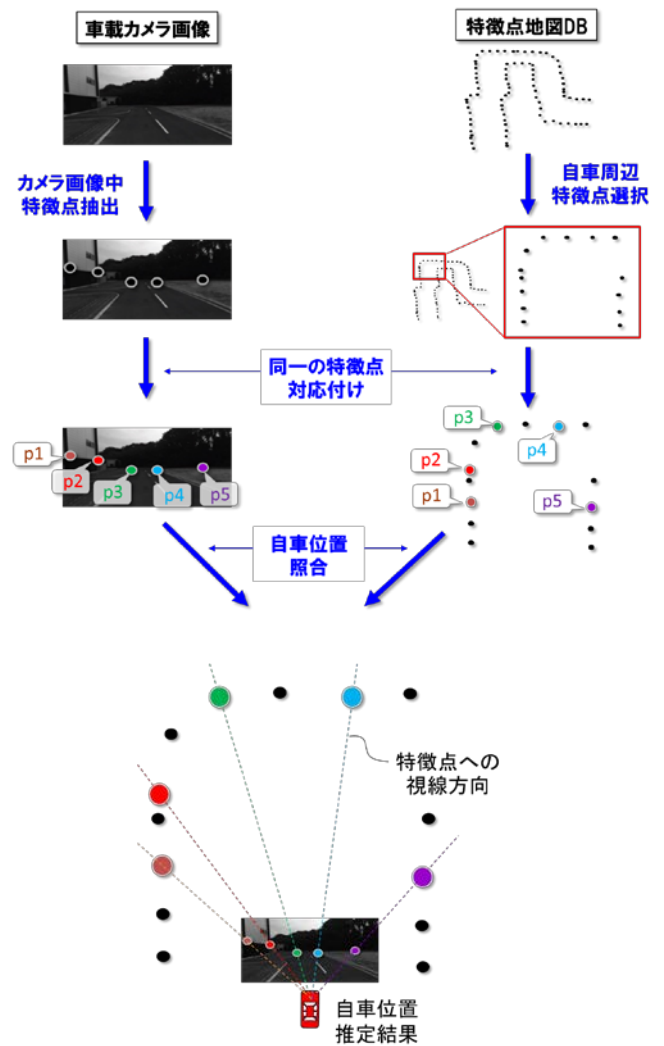 車載カメラ画像
特徴点地図DB
カメラ画像中
特徴点抽出
自車周辺
特徴点選択
同一の特徴点
対応付け
p1
p2
p3
p4
p5
p3
p4
p2
p1
p5
自車位置
照合
特徴点への
視線方向
自車位置
推定結果